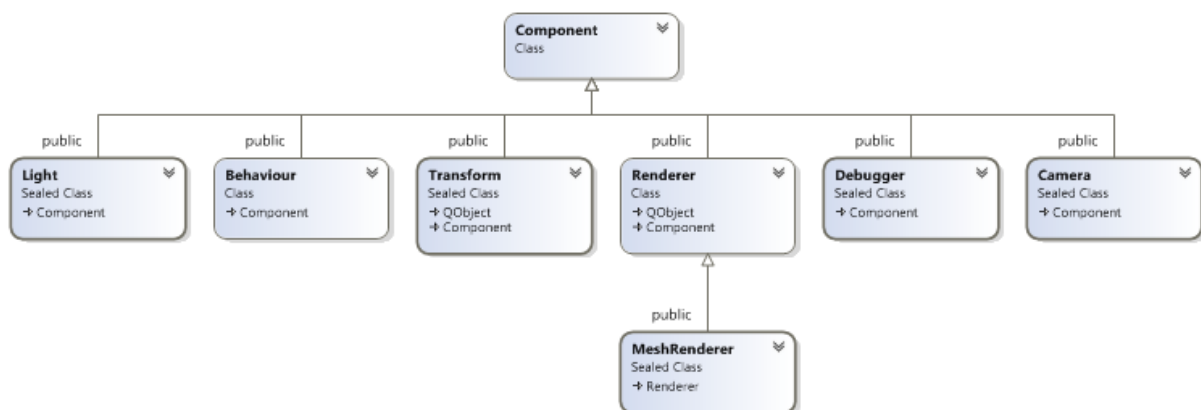 Component
Class
public
public
public
public
public
public
Light
Sealed Class
Component
Behaviour
Class
Component
Transform
Sealed Class
QObject
Component
Renderer
Class
QObject
Component
Debugger
Sealed Class
Component
Camera
Sealed Class
Component
public
MeshRenderer
Sealed Class
Renderer